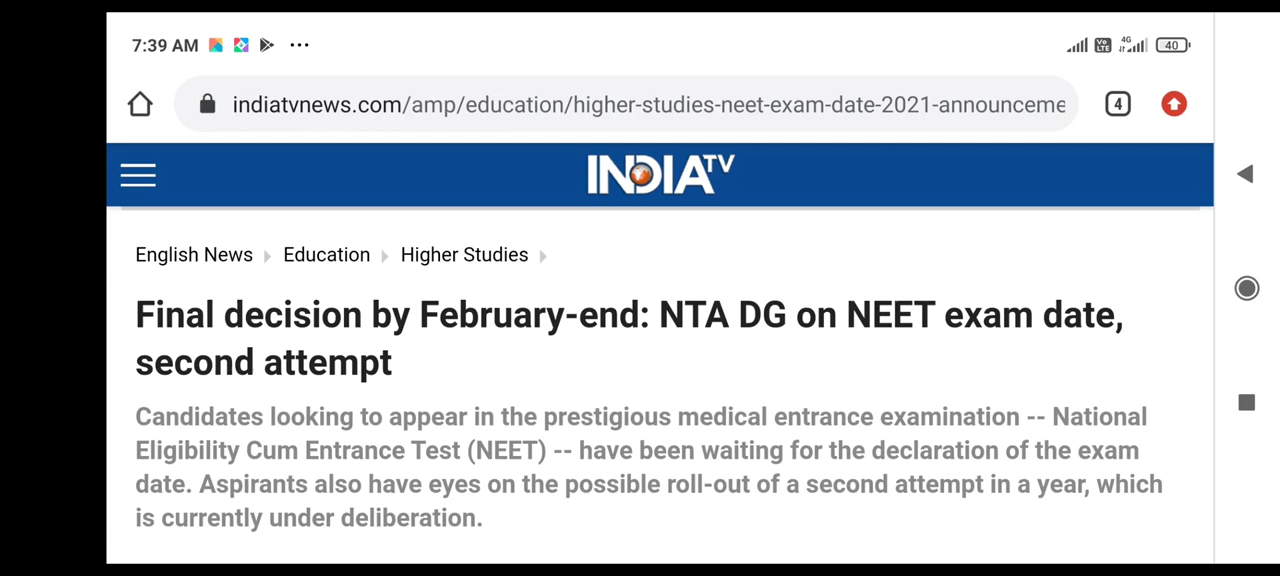 7:39 AM
Vo LTE 4G 40
indiatvnews.com/amp/education/higher-studies-neet-exam-date-2021-announceme
4
INDIA TV
English News Education Higher Studies
Final decision by February-end: NTA DG on NEET exam date,
second attempt
Candidates looking to appear in the prestigious medical entrance examination -- National
Eligibility Cum Entrance Test (NEET) -- have been waiting for the declaration of the exam
date. Aspirants also have eyes on the possible roll-out of a second attempt in a year, which
is currently under deliberation.